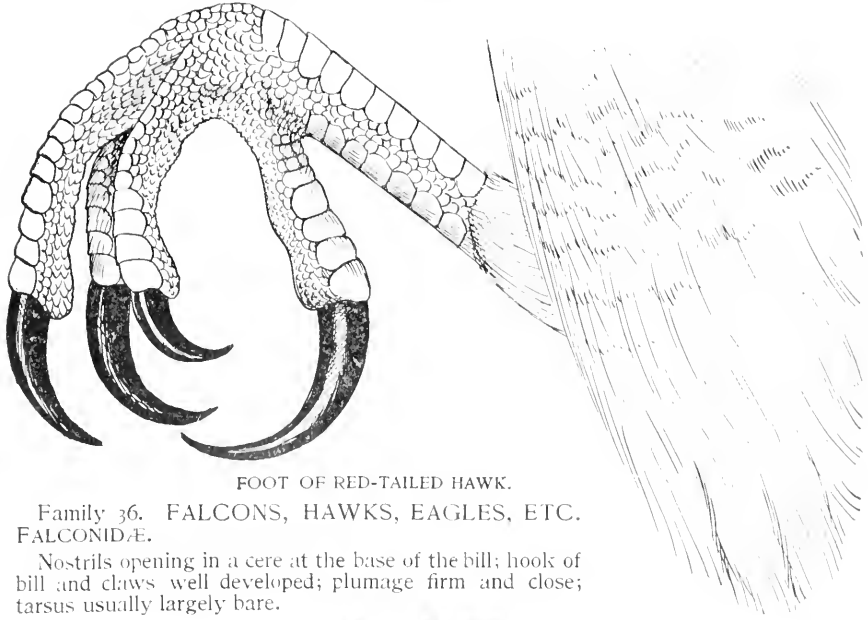 FOOT OF RED-TAILED HAWK.
Family 36. FALCONS, HAWKS, EAGLES, ETC.
FALCONIDÆ.
Nostrils opening in a cere at the base of the bill; hook of
bill and claws well developed; plumage firm and close;
tarsus usually largely bare.